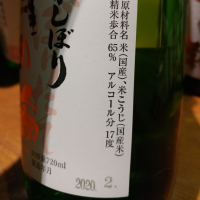 しぼり
原材料名 米(国産)、米こうじ(国産米)
精米歩合 65% アルコール分 17度
720ml
2020. 2.